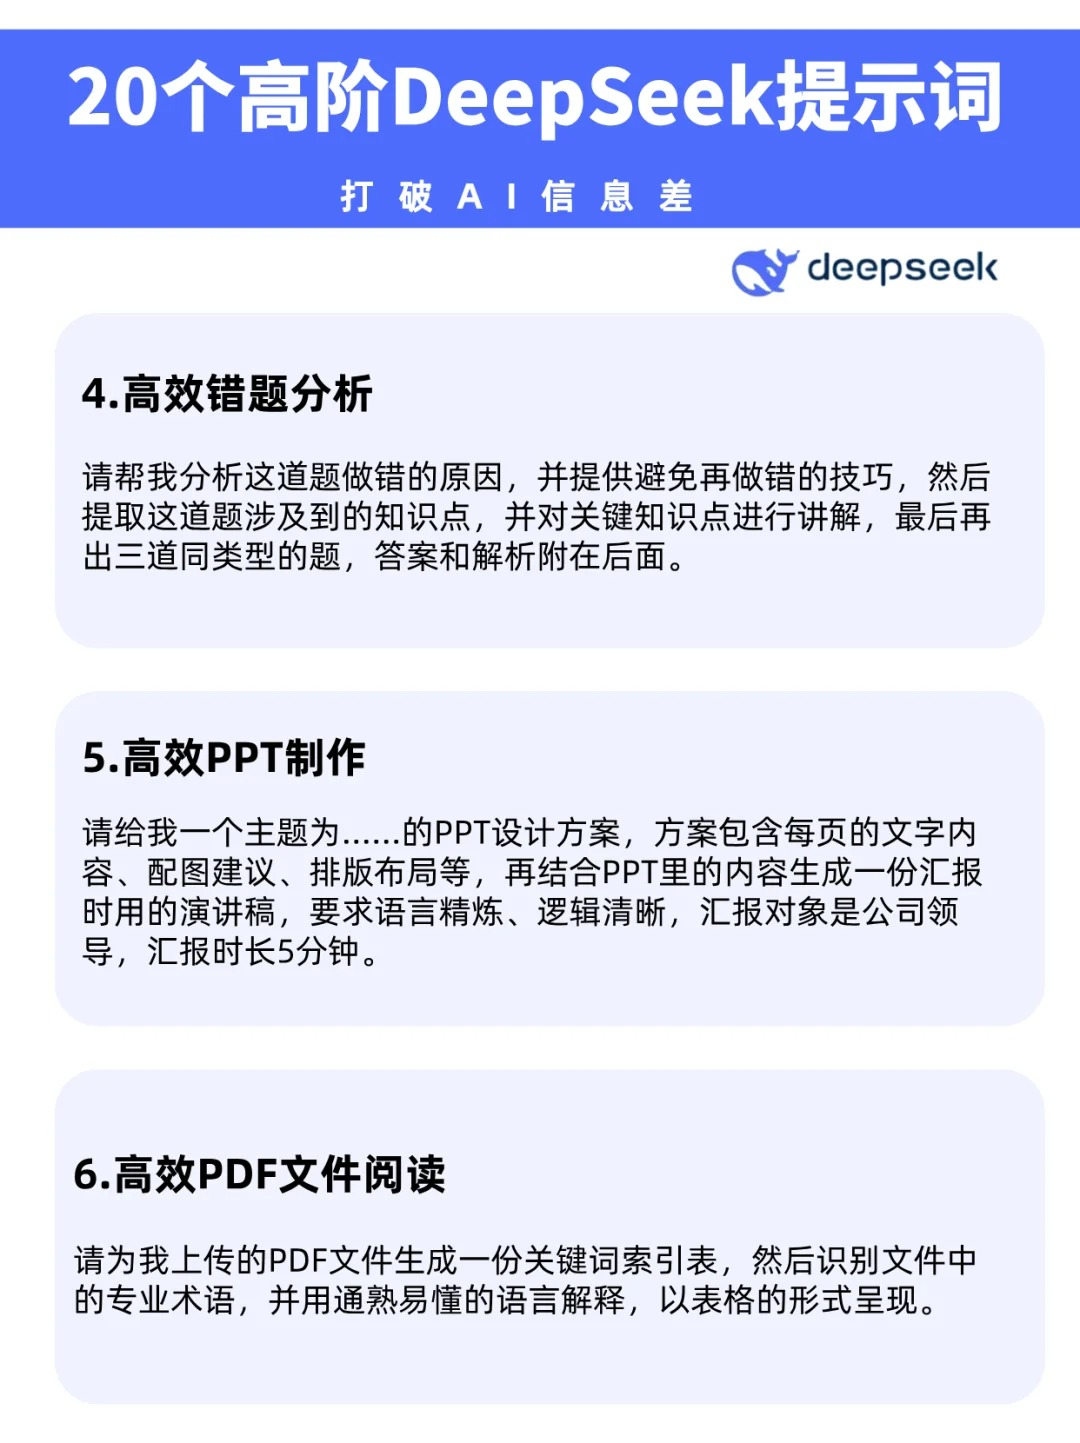 20个高阶DeepSeek提示词
打破AI信息差
deepseek
4.高效错题分析
请帮我分析这道题做错的原因，并提供避免再做错的技巧，然后
提取这道题涉及到的知识点，并对关键知识点进行讲解，最后再
出三道同类型的题，答案和解析附在后面。
5.高效PPT制作
请给我一个主题为......的PPT设计方案，方案包含每页的文字内
容、配图建议、排版布局等，再结合PPT里的内容生成一份汇报
时用的演讲稿，要求语言精炼、逻辑清晰，汇报对象是公司领
导，汇报时长5分钟。
6.高效PDF文件阅读
请为我上传的PDF文件生成一份关键词索引表，然后识别文件中
的专业术语，并用通熟易懂的语言解释，以表格的形式呈现。